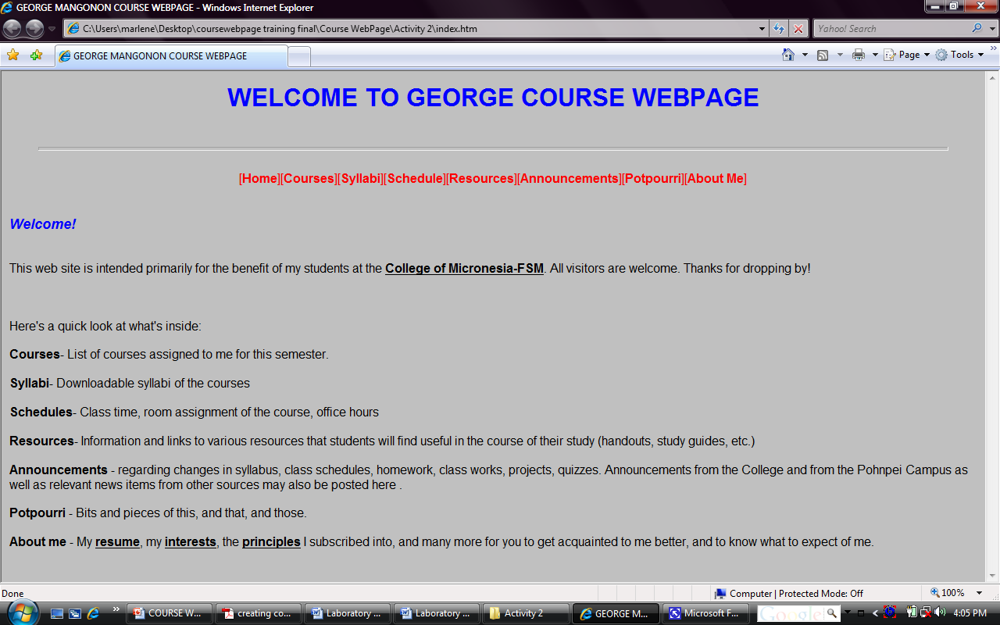 GEORGE MANGONON COURSE WEBPAGE - Windows Internet Explorer
C:\Users\marlene\Desktop\coursewebpage training final\Course WebPage\Activity 2\index.htm
Yahoo! Search
GEORGE MANGONON COURSE WEBPAGE
Page
Tools
WELCOME TO GEORGE COURSE WEBPAGE
[Home][Courses][Syllabi][Schedule][Resources][Announcements][Potpourri][About Me]
Welcome!
This web site is intended primarily for the benefit of my students at the College of Micronesia-FSM. All visitors are welcome. Thanks for dropping by!
Here's a quick look at what's inside:
Courses- List of courses assigned to me for this semester.
Syllabi- Downloadable syllabi of the courses
Schedules- Class time, room assignment of the course, office hours
Resources- Information and links to various resources that students will find useful in the course of their study (handouts, study guides, etc.)
Announcements - regarding changes in syllabus, class schedules, homework, class works, projects, quizzes. Announcements from the College and from the Pohnpei Campus as
well as relevant news items from other sources may also be posted here .
Potpourri - Bits and pieces of this, and that, and those.
About me - My resume, my interests, the principles I subscribed into, and many more for you to get acquainted to me better, and to know what to expect of me.
Done
Computer | Protected Mode: Off
100%
COURSE W...
creating co...
Laboratory ...
Laboratory ...
Activity 2
GEORGE M...
Microsoft F...
Google
4:05 PM